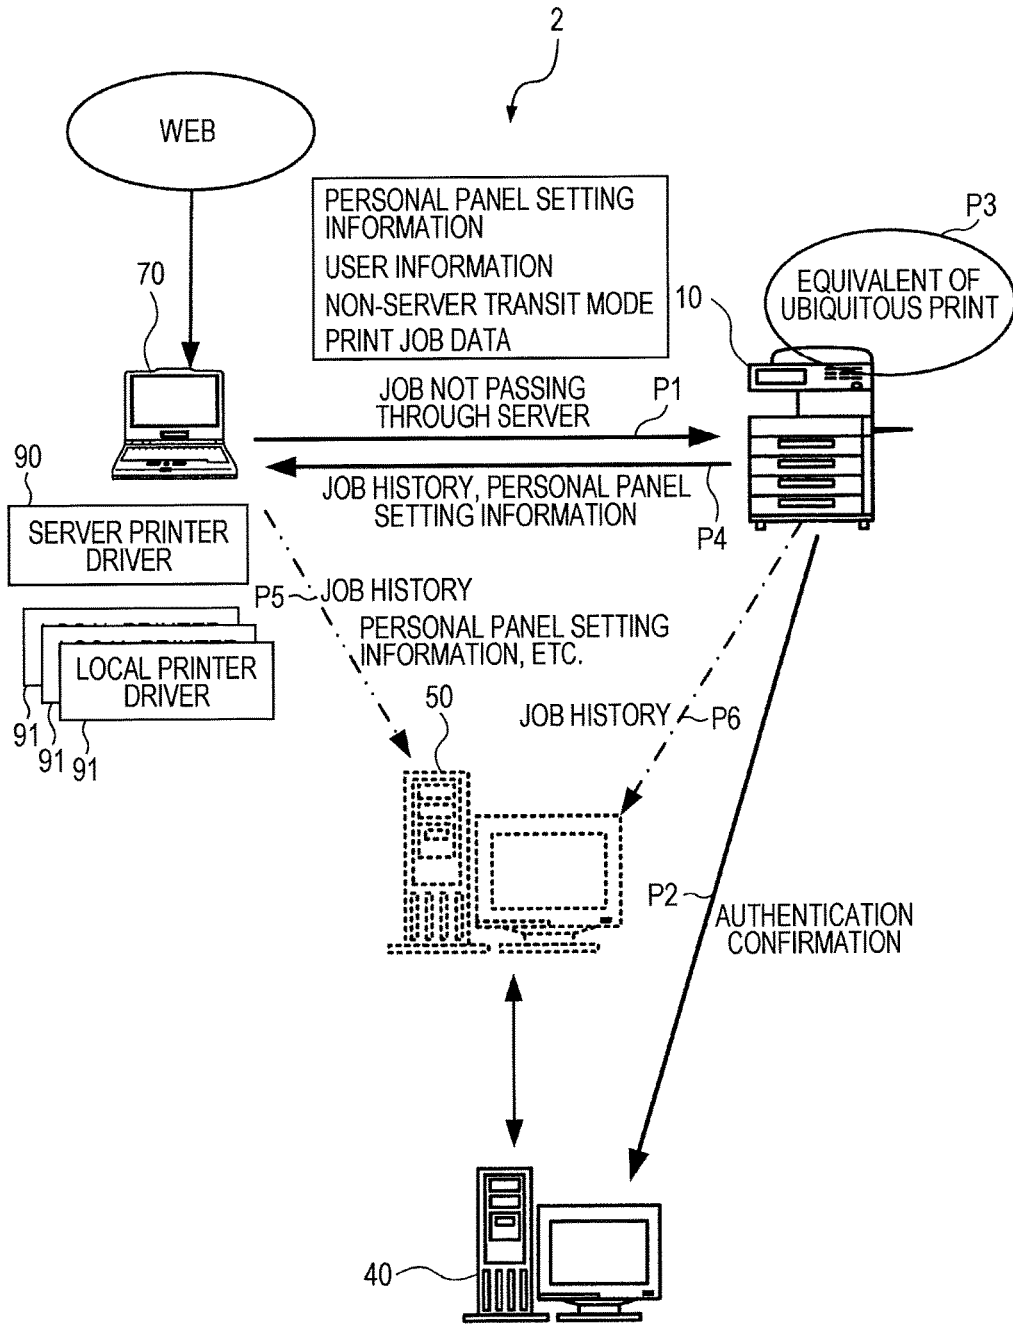 2
WEB
PERSONAL PANEL SETTING
INFORMATION
USER INFORMATION
NON-SERVER TRANSIT MODE
PRINT JOB DATA
P3
EQUIVALENT OF
UBIQUITOUS PRINT
70
10
JOB NOT PASSING
THROUGH SERVER
P1
90
JOB HISTORY, PERSONAL PANEL
SETTING INFORMATION
P4
SERVER PRINTER
DRIVER
P5
JOB HISTORY
PERSONAL PANEL SETTING
INFORMATION, ETC.
LOCAL PRINTER
DRIVER
91
91
91
50
JOB HISTORY
P6
P2
AUTHENTICATION
CONFIRMATION
40